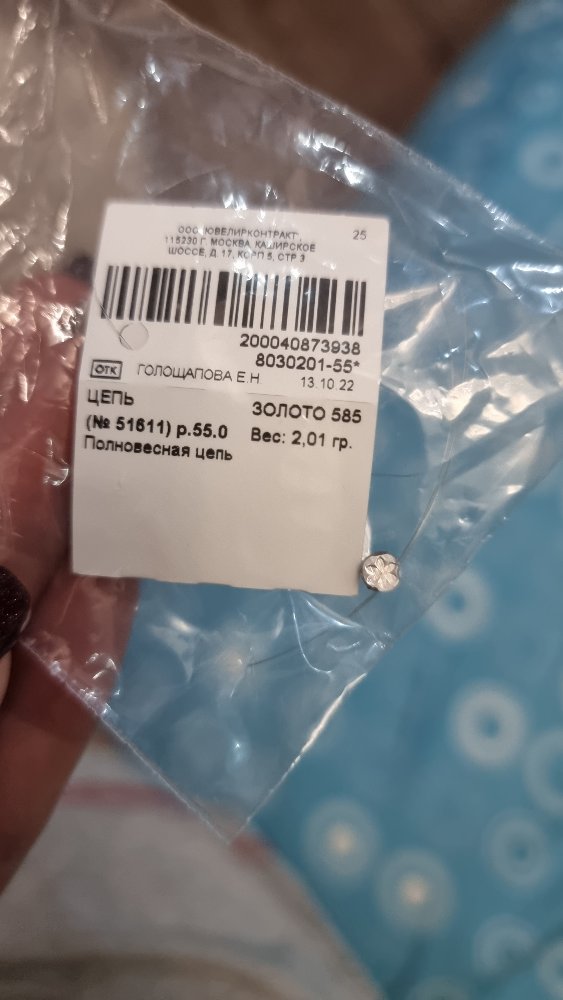 ООО "ЮВЕЛИРКОНТРАКТ", 25
115230 Г. МОСКВА, КАШИРСКОЕ
ШОССЕ, Д. 17, КОРП 5, СТР 3
200040873938
8030201-55*
ОТК ГОЛОЩАПОВА Е.Н 13.10.22
ЦЕПЬ ЗОЛОТО 585
(№ 51611) р.55.0 Вес: 2,01 гр.
Полновесная цепь